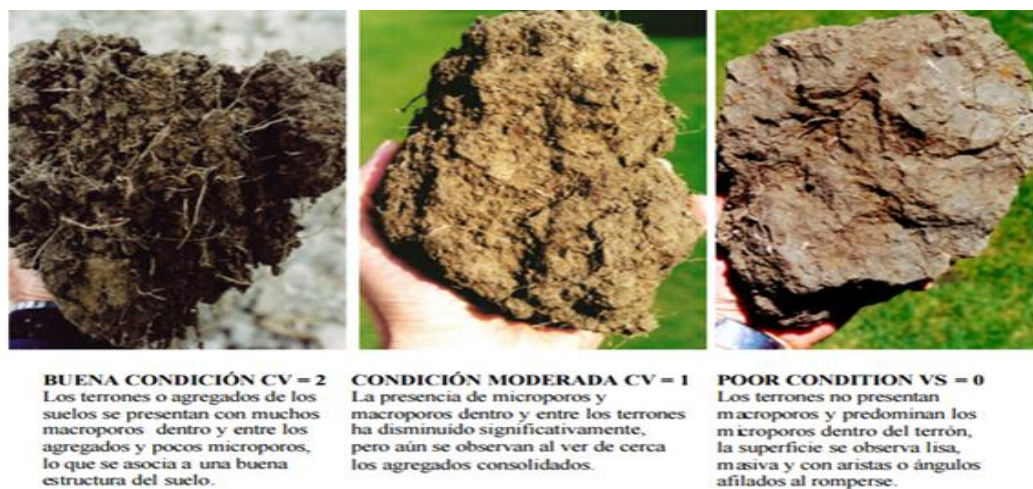 BUENA CONDICIÓN CV = 2
Los terrones o agregados de los
suelos se presentan con muchos
macroporos dentro y entre los
agregados y pocos microporos,
lo que se asocia a una buena
estructura del suelo.
CONDICIÓN MODERADA CV = 1
La presencia de microporos y
macroporos dentro y entre los terrones
ha disminuído significativamente,
pero aún se observan al ver de cerca
los agregados consolidados.
POOR CONDITION VS = 0
Los terrones no presentan
macroporos y predominan los
microporos dentro del terrón,
la superficie se observa lisa,
masiva y con aristas o ángulos
afilados al romperse.